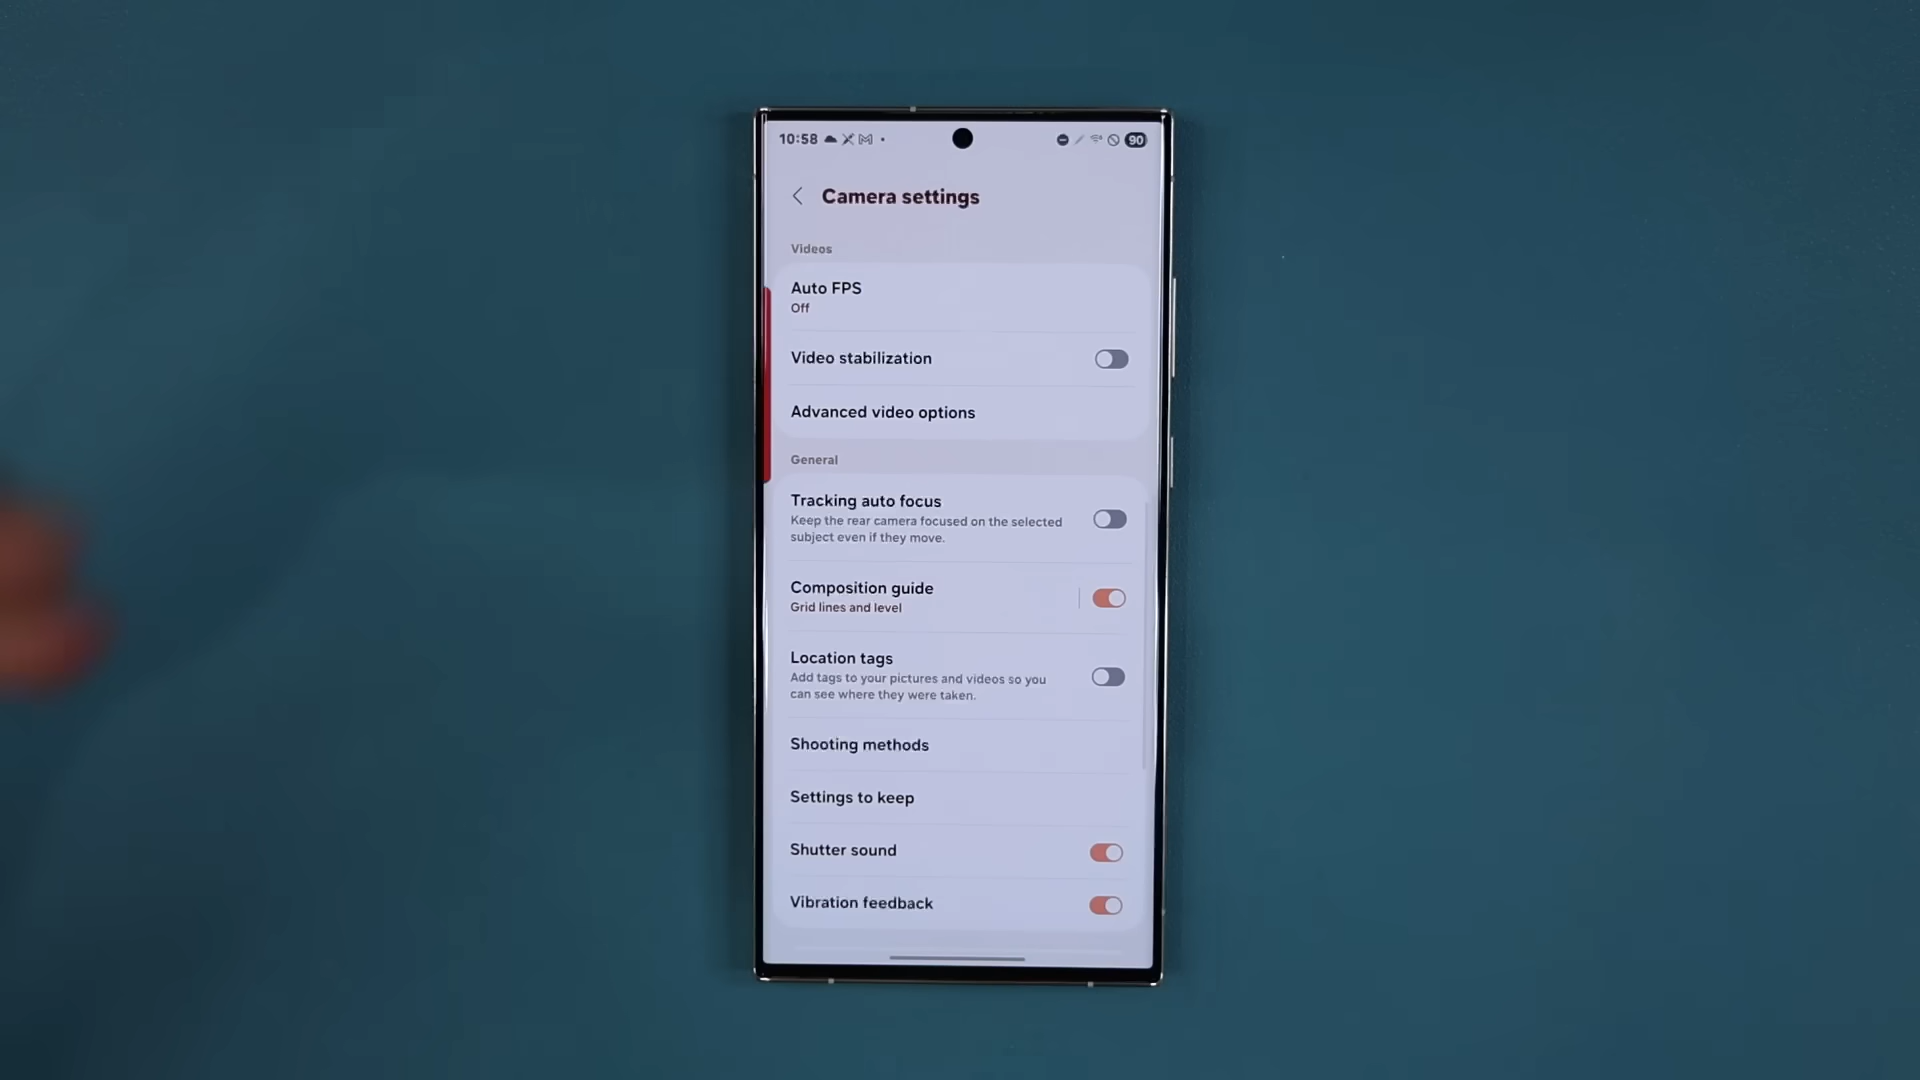 10:58
90
Camera settings
Videos
Auto FPS
Off
Video stabilization
Advanced video options
General
Tracking auto focus
Keep the rear camera focused on the selected
subject even if they move.
Composition guide
Grid lines and level
Location tags
Add tags to your pictures and videos so you
can see where they were taken.
Shooting methods
Settings to keep
Shutter sound
Vibration feedback